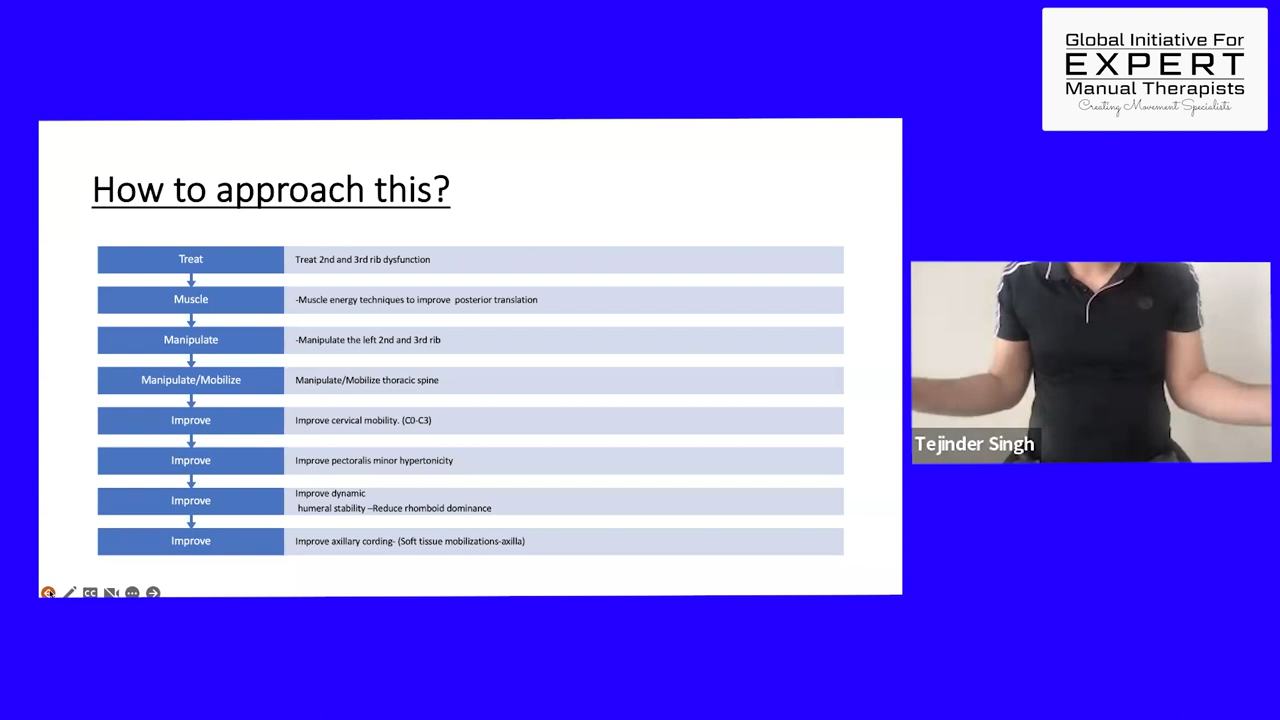 Global Initiative For
EXPERT
Manual Therapists
Creating Movement Specialists
How to approach this?
Treat
Treat 2nd and 3rd rib dysfunction
Muscle
-Muscle energy techniques to improve posterior translation
Manipulate
-Manipulate the left 2nd and 3rd rib
Manipulate/Mobilize
Manipulate/Mobilize thoracic spine
Improve
Improve cervical mobility. (C0-C3)
Improve
Improve pectoralis minor hypertonicity
Improve
Improve dynamic
humeral stability –Reduce rhomboid dominance
Improve
Improve axillary cording- (Soft tissue mobilizations-axilla)
CC
Tejinder Singh